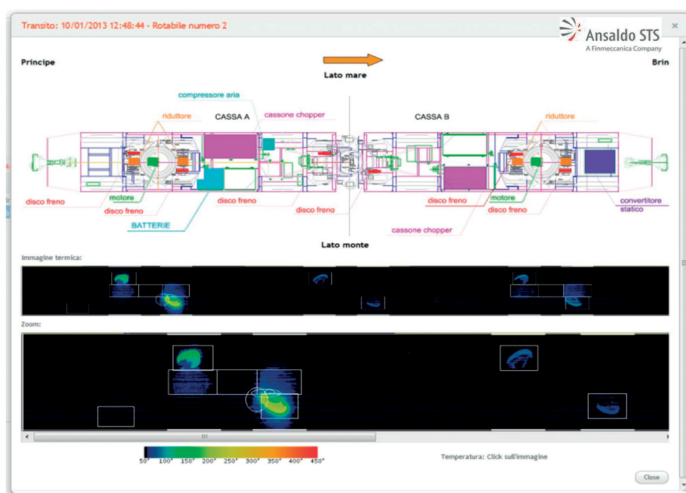 Transito: 10/01/2013 12:48:44 - Rotabile numero 2
Ansaldo STS
A Finmeccanica Company
Principe
Brin
Lato mare
compressore aria
riduttore
CASSA A
cassone chopper
CASSA B
riduttore
disco freno
motore
disco freno
disco freno
disco freno
disco freno
disco freno
motore
disco freno
convertitore
statico
BATTERIE
cassone chopper
Lato monte
Immagine termica:
Zoom:
50° 100° 150° 200° 250° 300° 350° 400° 450°
Temperatura: Click sull'immagine
Close